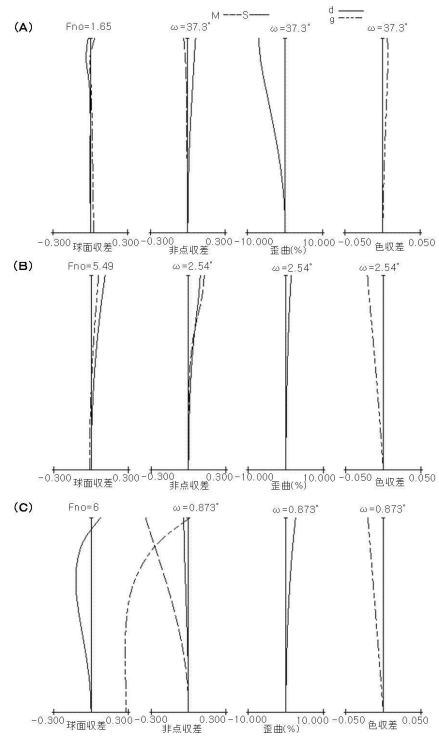 M S d
g
(A) Fno=1.65 ω=37.3° ω=37.3° ω=37.3°
-0.300 0.300 -0.300 0.300 -10.000 10.000 -0.050 0.050
球面収差 非点収差 歪曲(%) 色収差
(B) Fno=5.49 ω=2.54° ω=2.54° ω=2.54°
-0.300 0.300 -0.300 0.300 -10.000 10.000 -0.050 0.050
球面収差 非点収差 歪曲(%) 色収差
(C) Fno=6 ω=0.873° ω=0.873° ω=0.873°
-0.300 0.300 -0.300 0.300 -10.000 10.000 -0.050 0.050
球面収差 非点収差 歪曲(%) 色収差